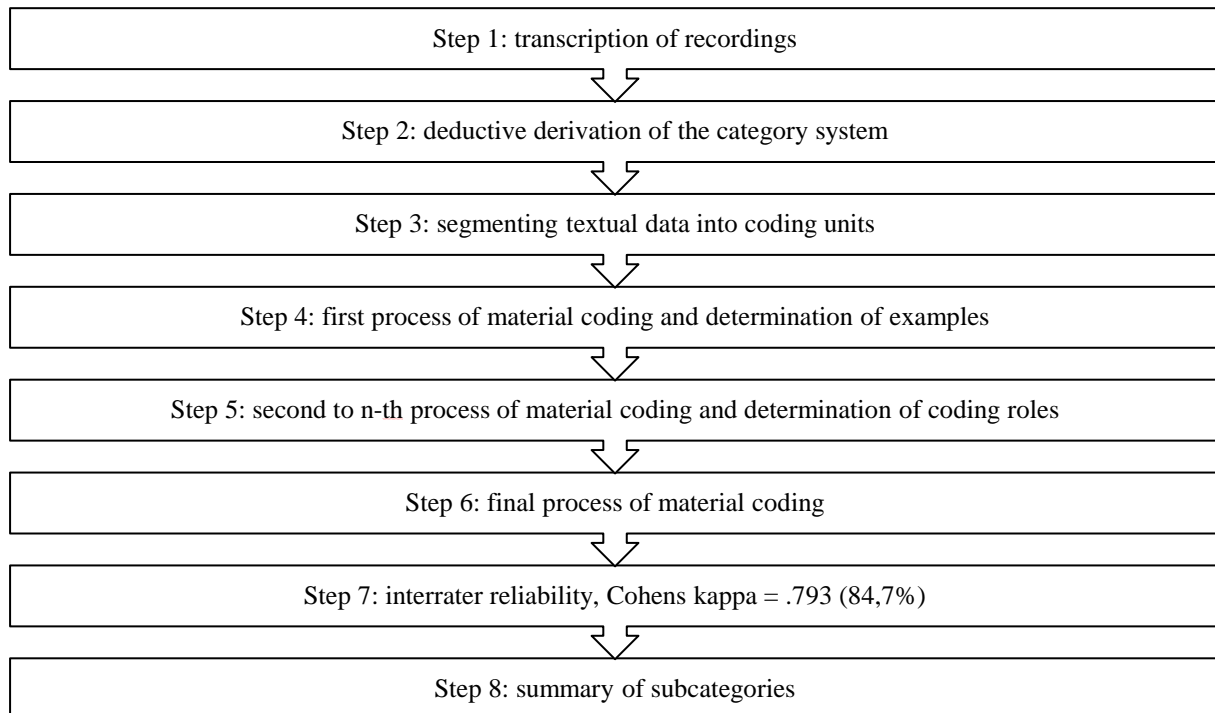 Step 1: transcription of recordings
Step 2: deductive derivation of the category system
Step 3: segmenting textual data into coding units
Step 4: first process of material coding and determination of examples
Step 5: second to n-th process of material coding and determination of coding roles
Step 6: final process of material coding
Step 7: interrater reliability, Cohens kappa = .793 (84,7%)
Step 8: summary of subcategories